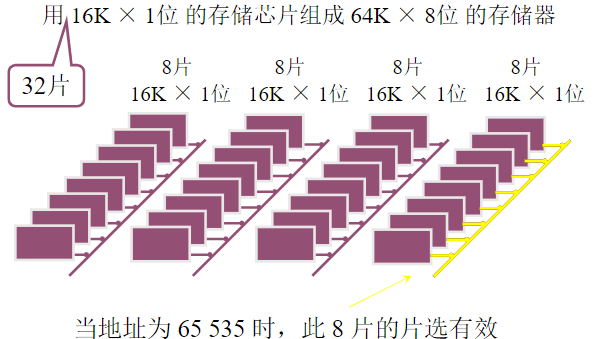 用 16K × 1位 的存储芯片组成 64K × 8位 的存储器
32片
8片 8片 8片 8片
16K × 1位 16K × 1位 16K × 1位 16K × 1位
当地址为 65 535 时，此 8 片的片选有效